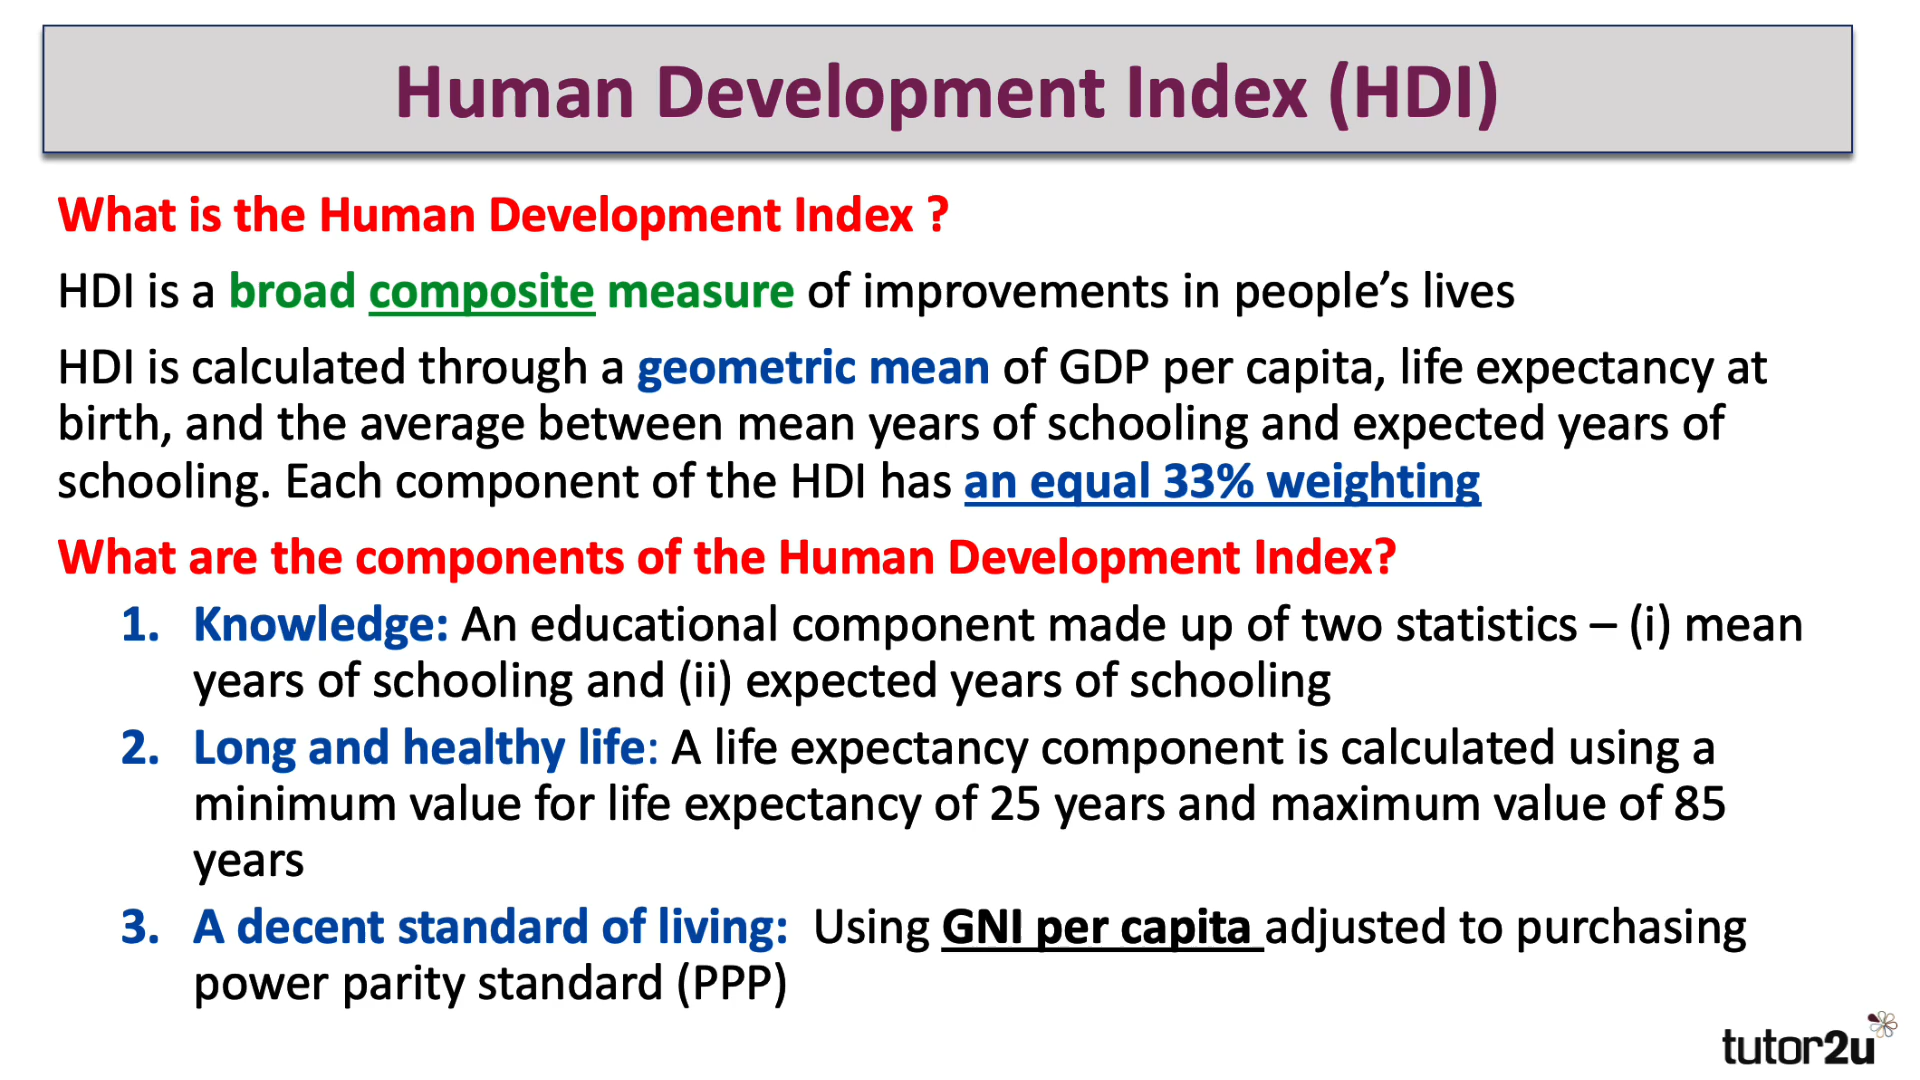 Human Development Index (HDI)
What is the Human Development Index ?
HDI is a broad composite measure of improvements in people’s lives
HDI is calculated through a geometric mean of GDP per capita, life expectancy at
birth, and the average between mean years of schooling and expected years of
schooling. Each component of the HDI has an equal 33% weighting
What are the components of the Human Development Index?
1. Knowledge: An educational component made up of two statistics – (i) mean
years of schooling and (ii) expected years of schooling
2. Long and healthy life: A life expectancy component is calculated using a
minimum value for life expectancy of 25 years and maximum value of 85
years
3. A decent standard of living: Using GNI per capita adjusted to purchasing
power parity standard (PPP)
tutor2u